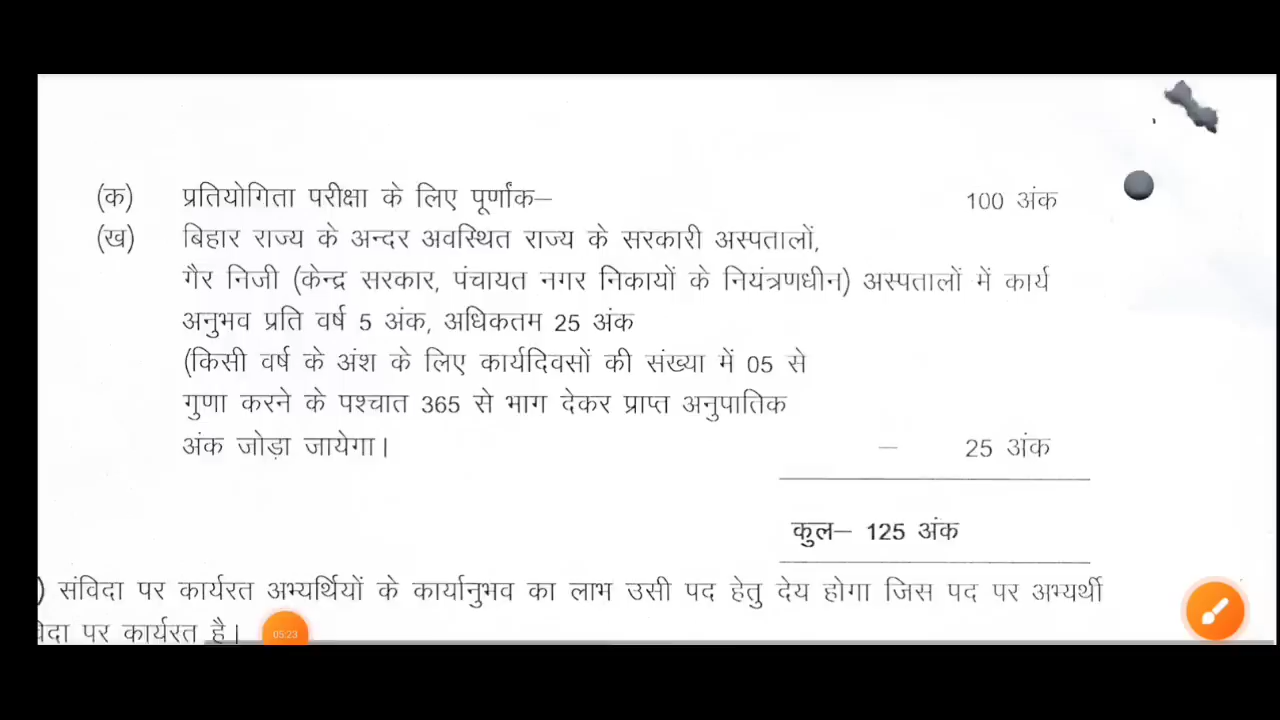 (क) प्रतियोगिता परीक्षा के लिए पूर्णांक– 100 अंक
(ख) बिहार राज्य के अन्दर अवस्थित राज्य के सरकारी अस्पतालों,
गैर निजी (केन्द्र सरकार, पंचायत नगर निकायों के नियंत्रणधीन) अस्पतालों में कार्य
अनुभव प्रति वर्ष 5 अंक, अधिकतम 25 अंक
(किसी वर्ष के अंश के लिए कार्यदिवसों की संख्या में 05 से
गुणा करने के पश्चात 365 से भाग देकर प्राप्त अनुपातिक
अंक जोड़ा जायेगा। – 25 अंक
कुल– 125 अंक
) संविदा पर कार्यरत अभ्यर्थियों के कार्यानुभव का लाभ उसी पद हेतु देय होगा जिस पद पर अभ्यर्थी
पर कार्यरत है।
05:23